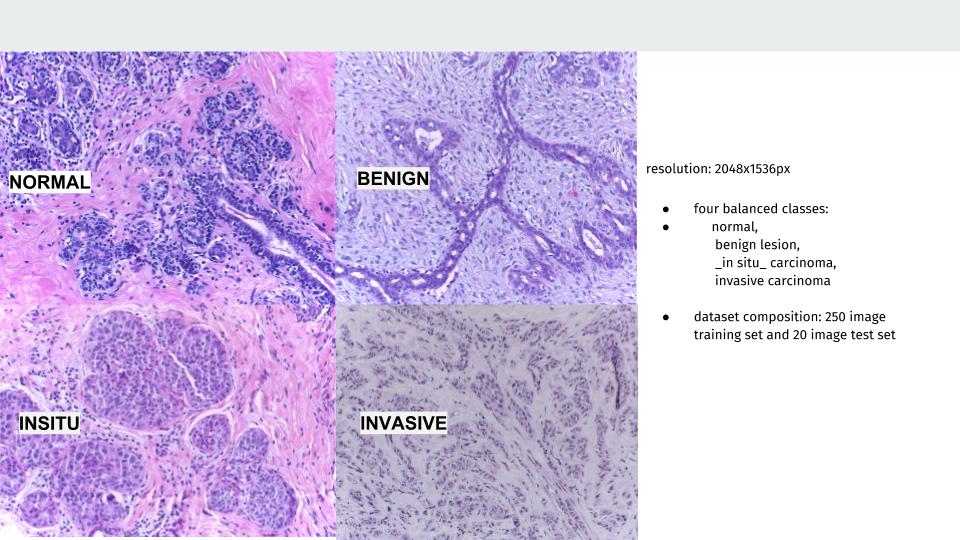 NORMAL
BENIGN
INSITU
INVASIVE
resolution: 2048x1536px
● four balanced classes:
● normal,
benign lesion,
_in situ_ carcinoma,
invasive carcinoma
● dataset composition: 250 image
training set and 20 image test set